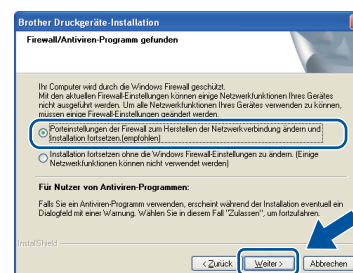 Brother Druckgeräte-Installation
Firewall/Antiviren-Programm gefunden
Ihr Computer wird durch die Windows Firewall geschützt.
Mit den aktuellen Firewall-Einstellungen können einige Netzwerkfunktionen Ihres Gerätes
nicht ausgeführt werden. Um alle Netzwerkfunktionen Ihres Gerätes verwenden zu können,
müssen einige Firewall-Einstellungen geändert werden.
Porteinstellungen der Firewall zum Herstellen der Netzwerkverbindung ändern und
Installation fortsetzen.(empfohlen)
Installation fortsetzen ohne die Windows Firewall-Einstellungen zu ändern. (Einige
Netzwerkfunktionen können nicht verwendet werden)
Für Nutzer von Antiviren-Programmen:
Falls Sie ein Antiviren-Programm verwenden, erscheint während der Installation eventuell ein
Dialogfeld mit einer Warnung. Wählen Sie in diesem Fall "Zulassen", um fortzufahren.
InstallShield
< Zurück Weiter > Abbrechen